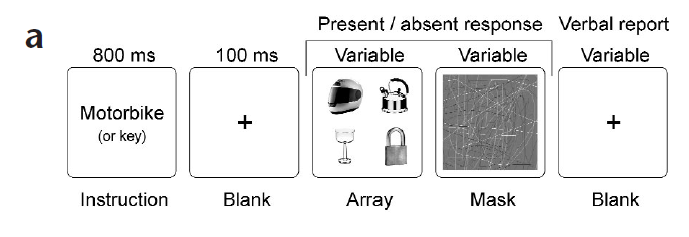 a
Present / absent response
Verbal report
800 ms
100 ms
Variable
Variable
Variable
Motorbike
(or key)
+
+
Instruction
Blank
Array
Mask
Blank